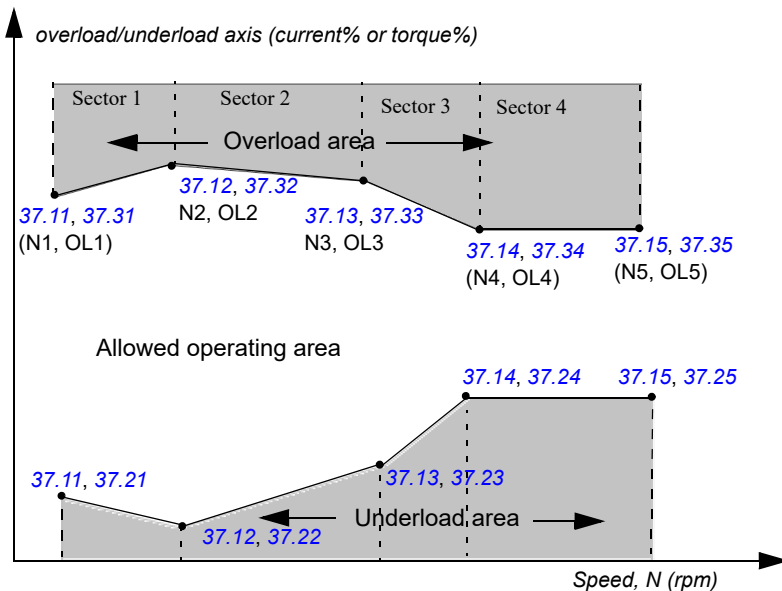 overload/underload axis (current% or torque%)
Sector 1
Sector 2
Sector 3
Sector 4
Overload area
37.11, 37.31
(N1, OL1)
37.12, 37.32
N2, OL2
37.13, 37.33
N3, OL3
37.14, 37.34
(N4, OL4)
37.15, 37.35
(N5, OL5)
Allowed operating area
37.14, 37.24
37.15, 37.25
37.11, 37.21
37.13, 37.23
37.12, 37.22
Underload area
Speed, N (rpm)